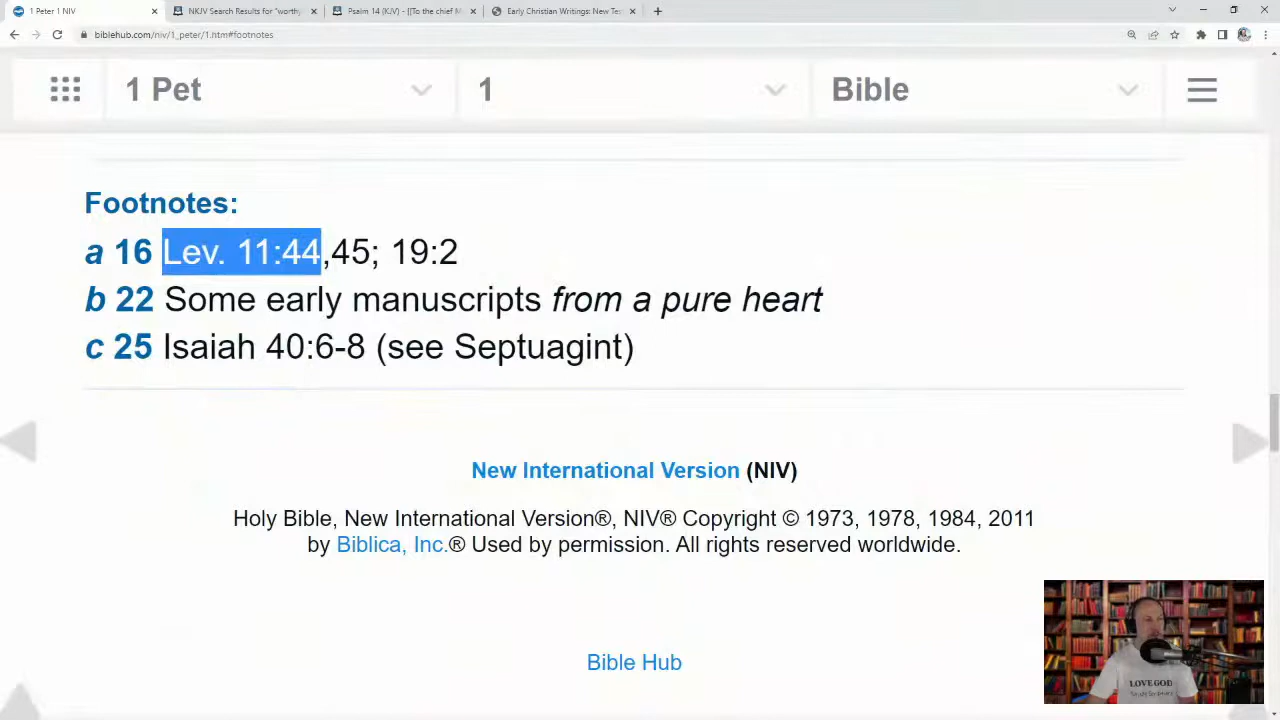 1 Peter 1 NIV
NKJV Search Results for "worthy
Psalm 14 (KJV) - [[To the chief M
Early Christian Writings: New Te
biblehub.com/niv/1_peter/1.htm#footnotes
1 Pet
1
Bible
Footnotes:
a 16 Lev. 11:44,45; 19:2
b 22 Some early manuscripts from a pure heart
c 25 Isaiah 40:6-8 (see Septuagint)
New International Version (NIV)
Holy Bible, New International Version®, NIV® Copyright © 1973, 1978, 1984, 2011
by Biblica, Inc.® Used by permission. All rights reserved worldwide.
Bible Hub
LOVE GOD